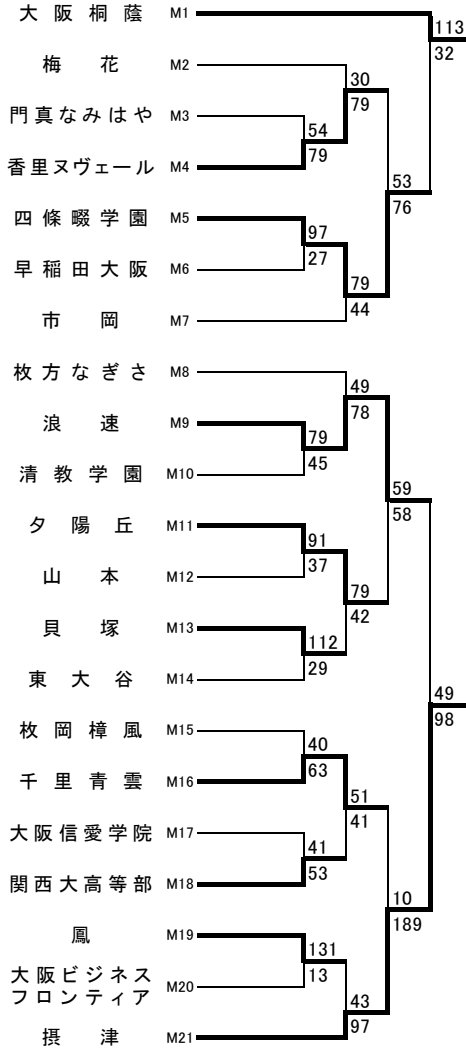 大阪桐蔭 M1
113
32
梅花 M2
30
79
門真なみはや M3
54
79
香里ヌヴェール M4
53
76
四條畷学園 M5
97
27
早稲田大阪 M6
79
44
市岡 M7
枚方なぎさ M8
49
78
浪速 M9
79
45
清教学園 M10
59
58
夕陽丘 M11
91
37
山本 M12
79
42
貝塚 M13
112
29
東大谷 M14
49
98
枚岡樟風 M15
40
63
千里青雲 M16
51
41
大阪信愛学院 M17
41
53
関西大高等部 M18
10
189
鳳 M19
131
13
大阪ビジネス
フロンティア M20
43
97
摂津 M21